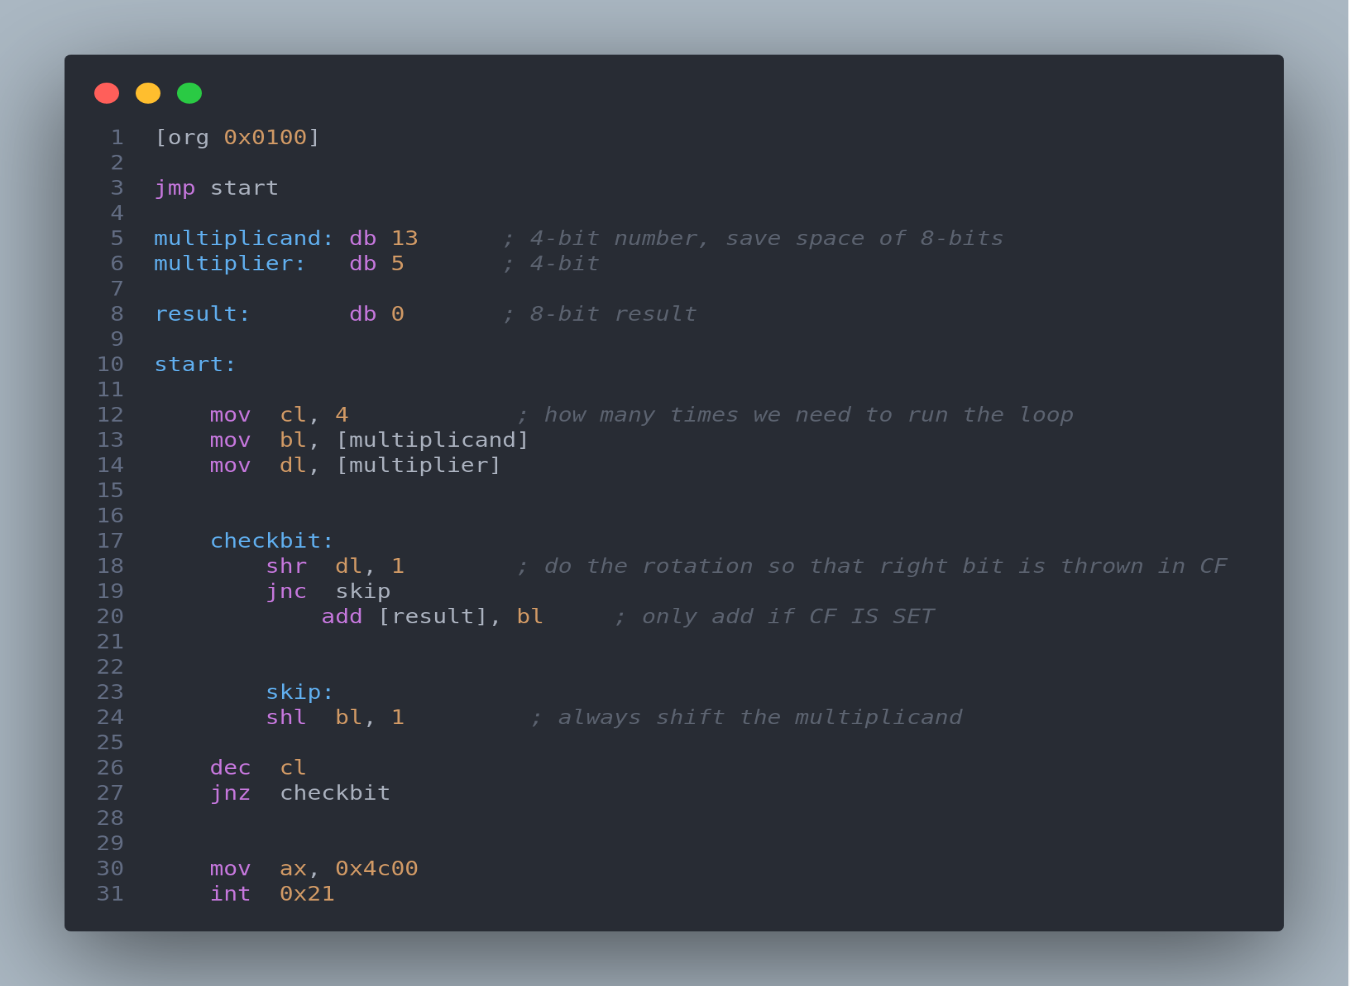 1 [org 0x0100]
2
3 jmp start
4
5 multiplicand: db 13      ; 4-bit number, save space of 8-bits
6 multiplier:   db 5       ; 4-bit
7
8 result:       db 0       ; 8-bit result
9
10 start:
11
12     mov  cl, 4            ; how many times we need to run the loop
13     mov  bl, [multiplicand]
14     mov  dl, [multiplier]
15
16
17     checkbit:
18         shr  dl, 1        ; do the rotation so that right bit is thrown in CF
19         jnc  skip
20             add [result], bl     ; only add if CF IS SET
21
22
23         skip:
24         shl  bl, 1         ; always shift the multiplicand
25
26     dec  cl
27     jnz  checkbit
28
29
30     mov  ax, 0x4c00
31     int  0x21